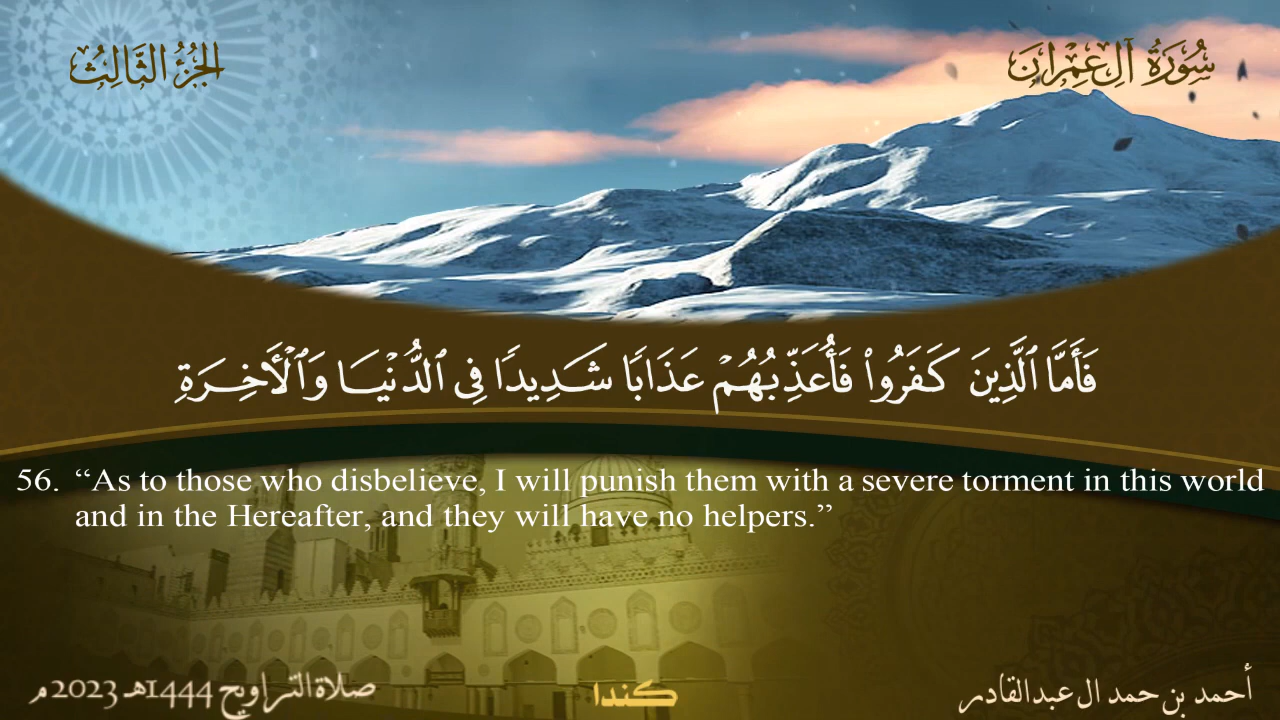 سُورَةُ آلِ عِمْرَانَ
الجُزْءُ الثَّالِثُ
فَأَمَّا ٱلَّذِينَ كَفَرُوا۟ فَأُعَذِّبُهُمْ عَذَابًا شَدِيدًا فِى ٱلدُّنْيَا وَٱلْأَخِرَةِ
56. “As to those who disbelieve, I will punish them with a severe torment in this world
and in the Hereafter, and they will have no helpers.”
أحمد بن حمد ال عبدالقادر
كندا
صلاة التراويح 1444هـ 2023م